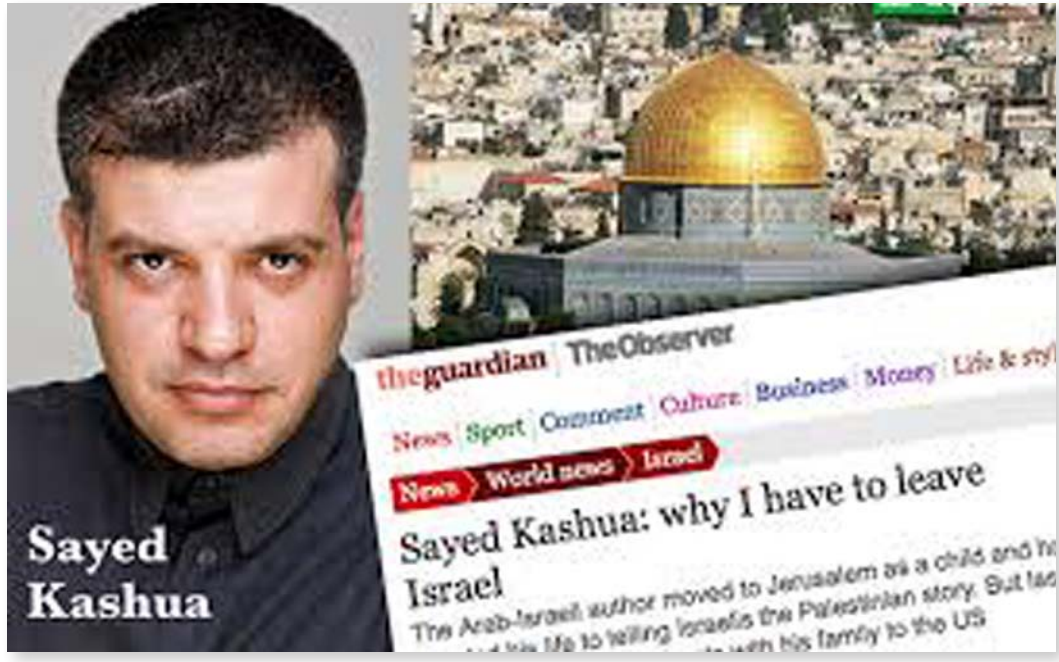 Sayed
Kashua
theguardian TheObserver
News Sport Comment Culture Business Money Life & styl
News World news Israel
Sayed Kashua: why I have to leave
Israel
The Arab-Israeli author moved to Jerusalem as a child and
his life to telling Israelis the Palestinian story. But
with his family to the US